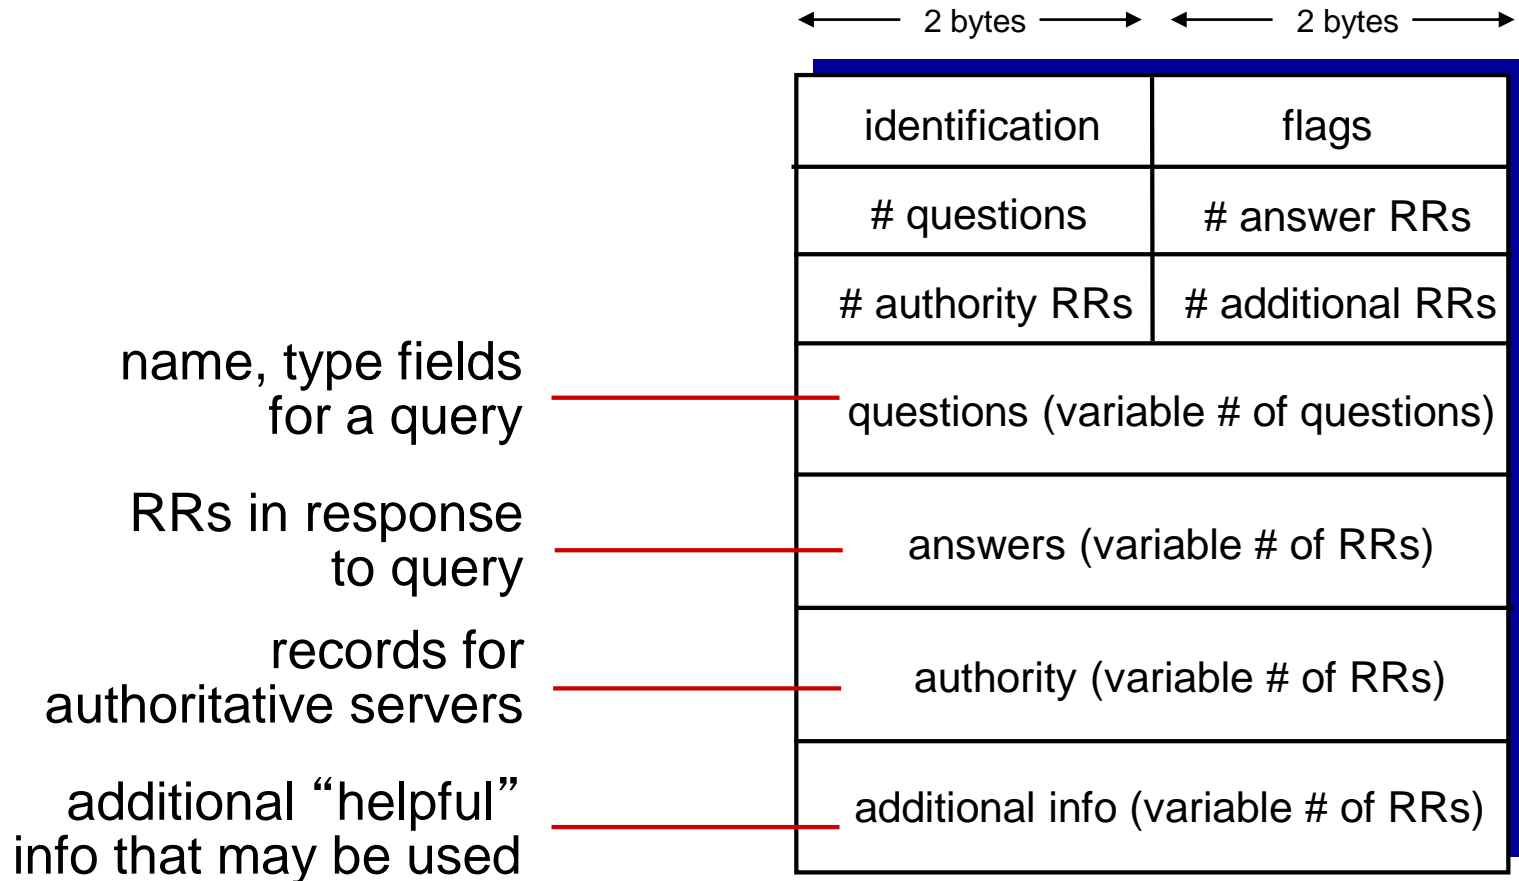 2 bytes 2 bytes
identification flags
# questions # answer RRs
# authority RRs # additional RRs
name, type fields
for a query
questions (variable # of questions)
RRs in response
to query
answers (variable # of RRs)
records for
authoritative servers
authority (variable # of RRs)
additional “helpful”
info that may be used
additional info (variable # of RRs)